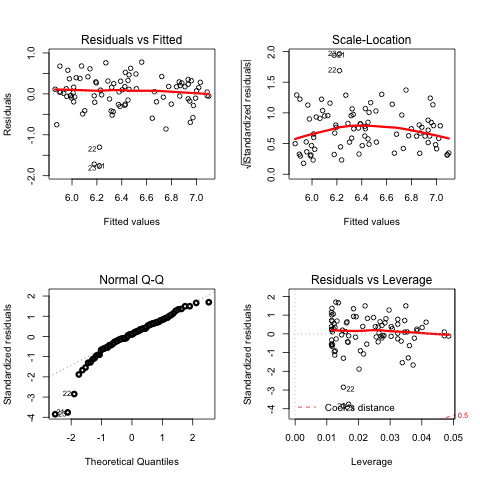 Residuals vs Fitted
Residuals
1.0
0.0
-1.0
-2.0
22
6.0 6.2 6.4 6.6 6.8 7.0
Fitted values
Scale-Location
√|Standardized residuals|
2.0
1.5
1.0
0.5
0.0
22
6.0 6.2 6.4 6.6 6.8 7.0
Fitted values
Normal Q-Q
Standardized residuals
2
1
0
-1
-2
-3
-4
22
-2 -1 0 1 2
Theoretical Quantiles
Residuals vs Leverage
Standardized residuals
2
0
-2
-4
22
Cook's distance
0.5
0.00 0.01 0.02 0.03 0.04 0.05
Leverage